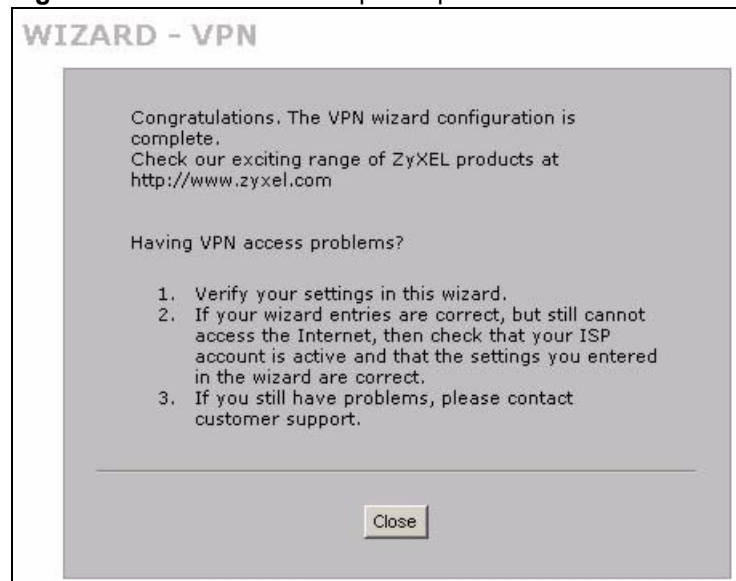 WIZARD - VPN
Congratulations. The VPN wizard configuration is
complete.
Check our exciting range of ZyXEL products at
http://www.zyxel.com
Having VPN access problems?
1. Verify your settings in this wizard.
2. If your wizard entries are correct, but still cannot
access the Internet, then check that your ISP
account is active and that the settings you entered
in the wizard are correct.
3. If you still have problems, please contact
customer support.
Close